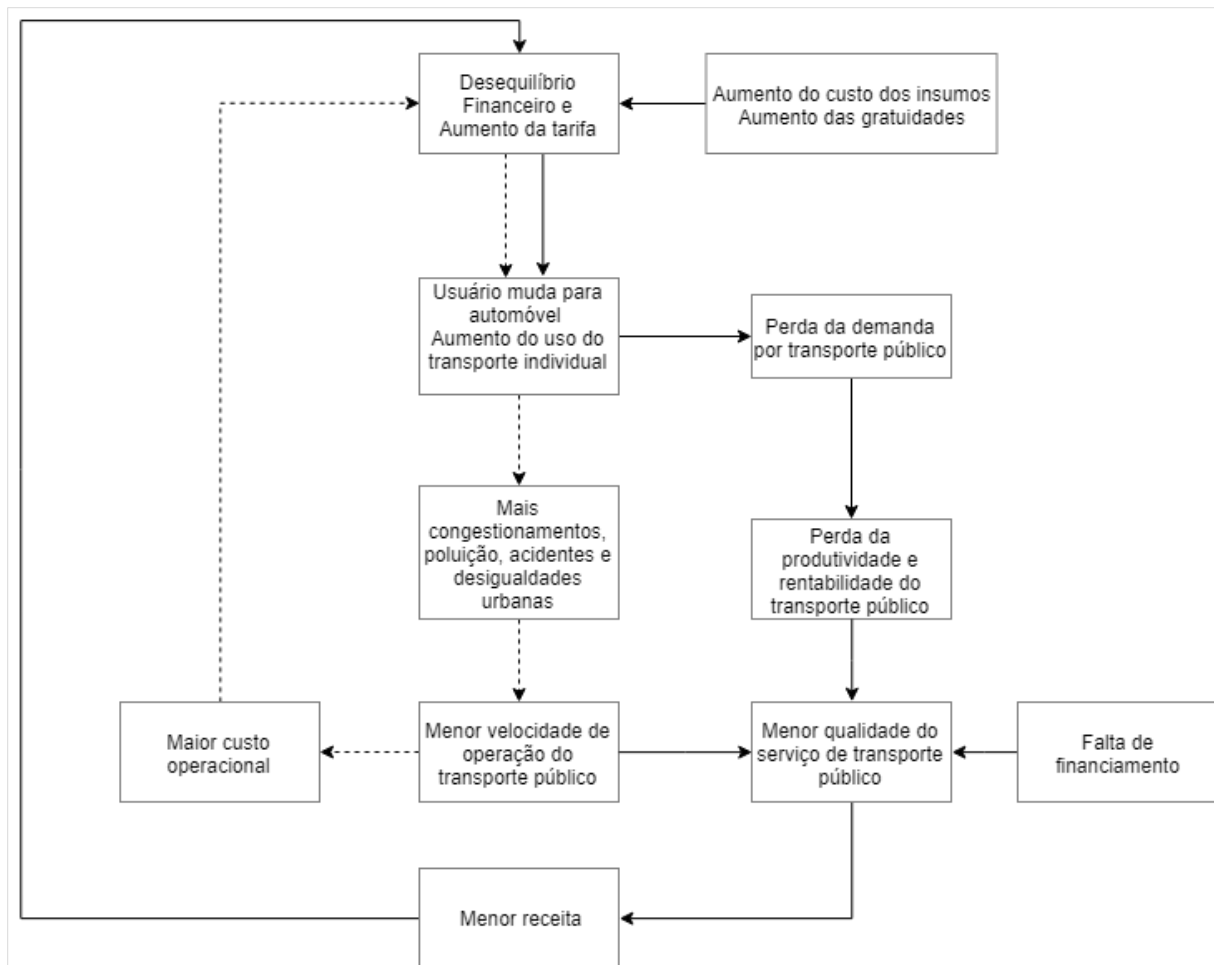 Desequilíbrio
Financeiro e
Aumento da tarifa
Aumento do custo dos insumos
Aumento das gratuidades
Usuário muda para
automóvel
Aumento do uso do
transporte individual
Perda da demanda
por transporte público
Mais
congestionamentos,
poluição, acidentes e
desigualdades
urbanas
Perda da
produtividade e
rentabilidade do
transporte público
Maior custo
operacional
Menor velocidade de
operação do
transporte público
Menor qualidade do
serviço de transporte
público
Falta de
financiamento
Menor receita